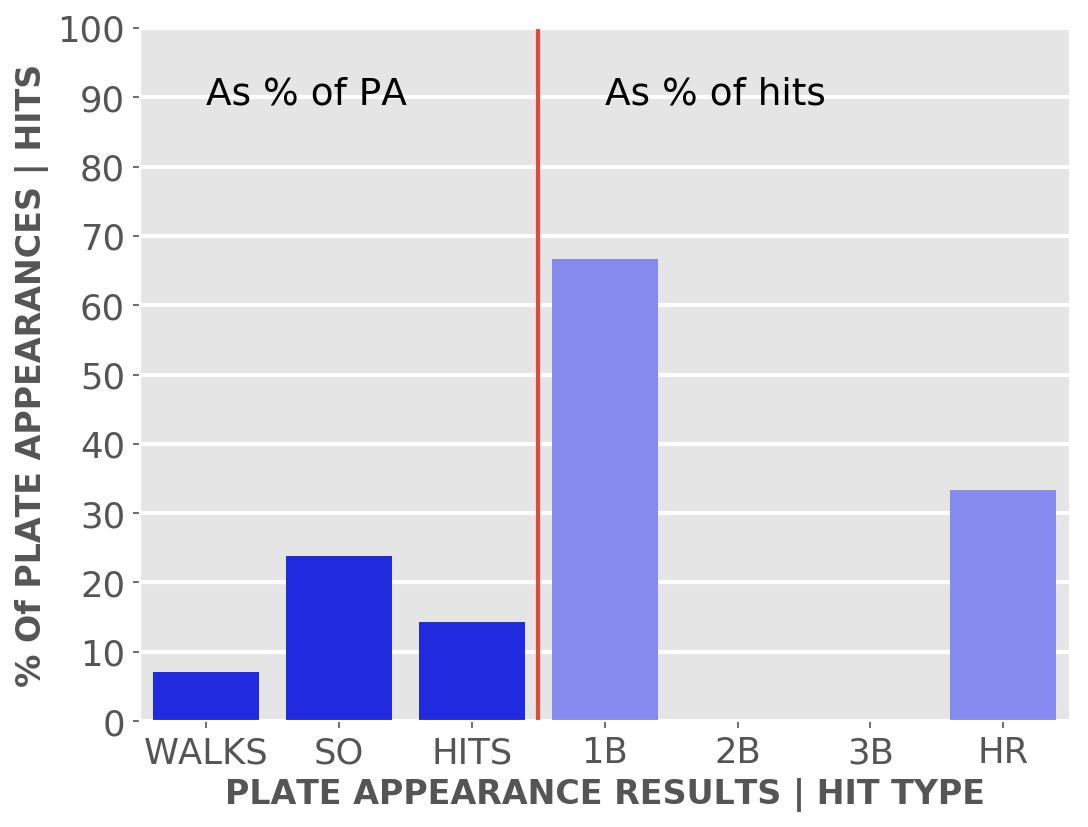 100
90
80
70
60
50
40
30
20
10
0
% Of PLATE APPEARANCES | HITS
As % of PA
As % of hits
WALKS SO HITS 1B 2B 3B HR
PLATE APPEARANCE RESULTS | HIT TYPE